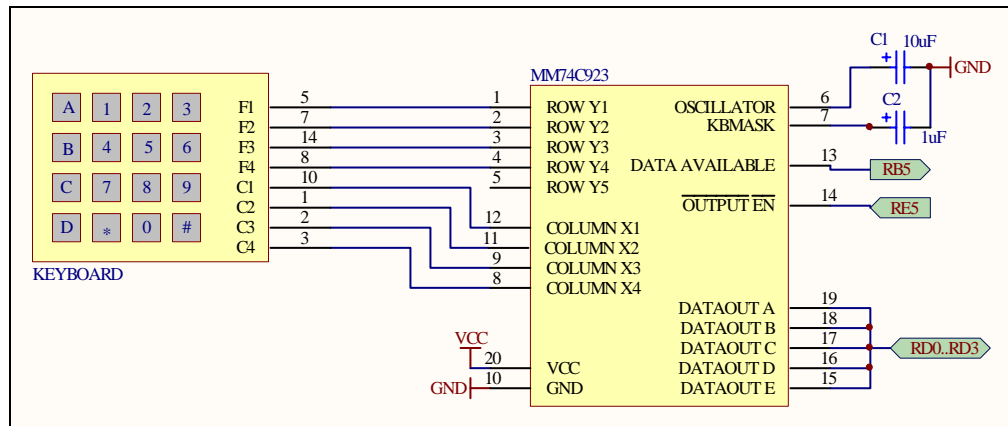 KEYBOARD
A 1 2 3
B 4 5 6
C 7 8 9
D * 0 #
F1 5
F2 7
F3 14
F4 8
C1 10
C2 1
C3 2
C4 3
MM74C923
1 ROW Y1
2 ROW Y2
3 ROW Y3
4 ROW Y4
5 ROW Y5
12 COLUMN X1
11 COLUMN X2
9 COLUMN X3
8 COLUMN X4
VCC 20 VCC
GND 10 GND
OSCILLATOR 6
KBMASK 7
DATA AVAILABLE 13 RB5
OUTPUT EN 14 RE5
DATAOUT A 19
DATAOUT B 18
DATAOUT C 17 RD0..RD3
DATAOUT D 16
DATAOUT E 15
C1 10uF
+
GND
C2
+
1uF